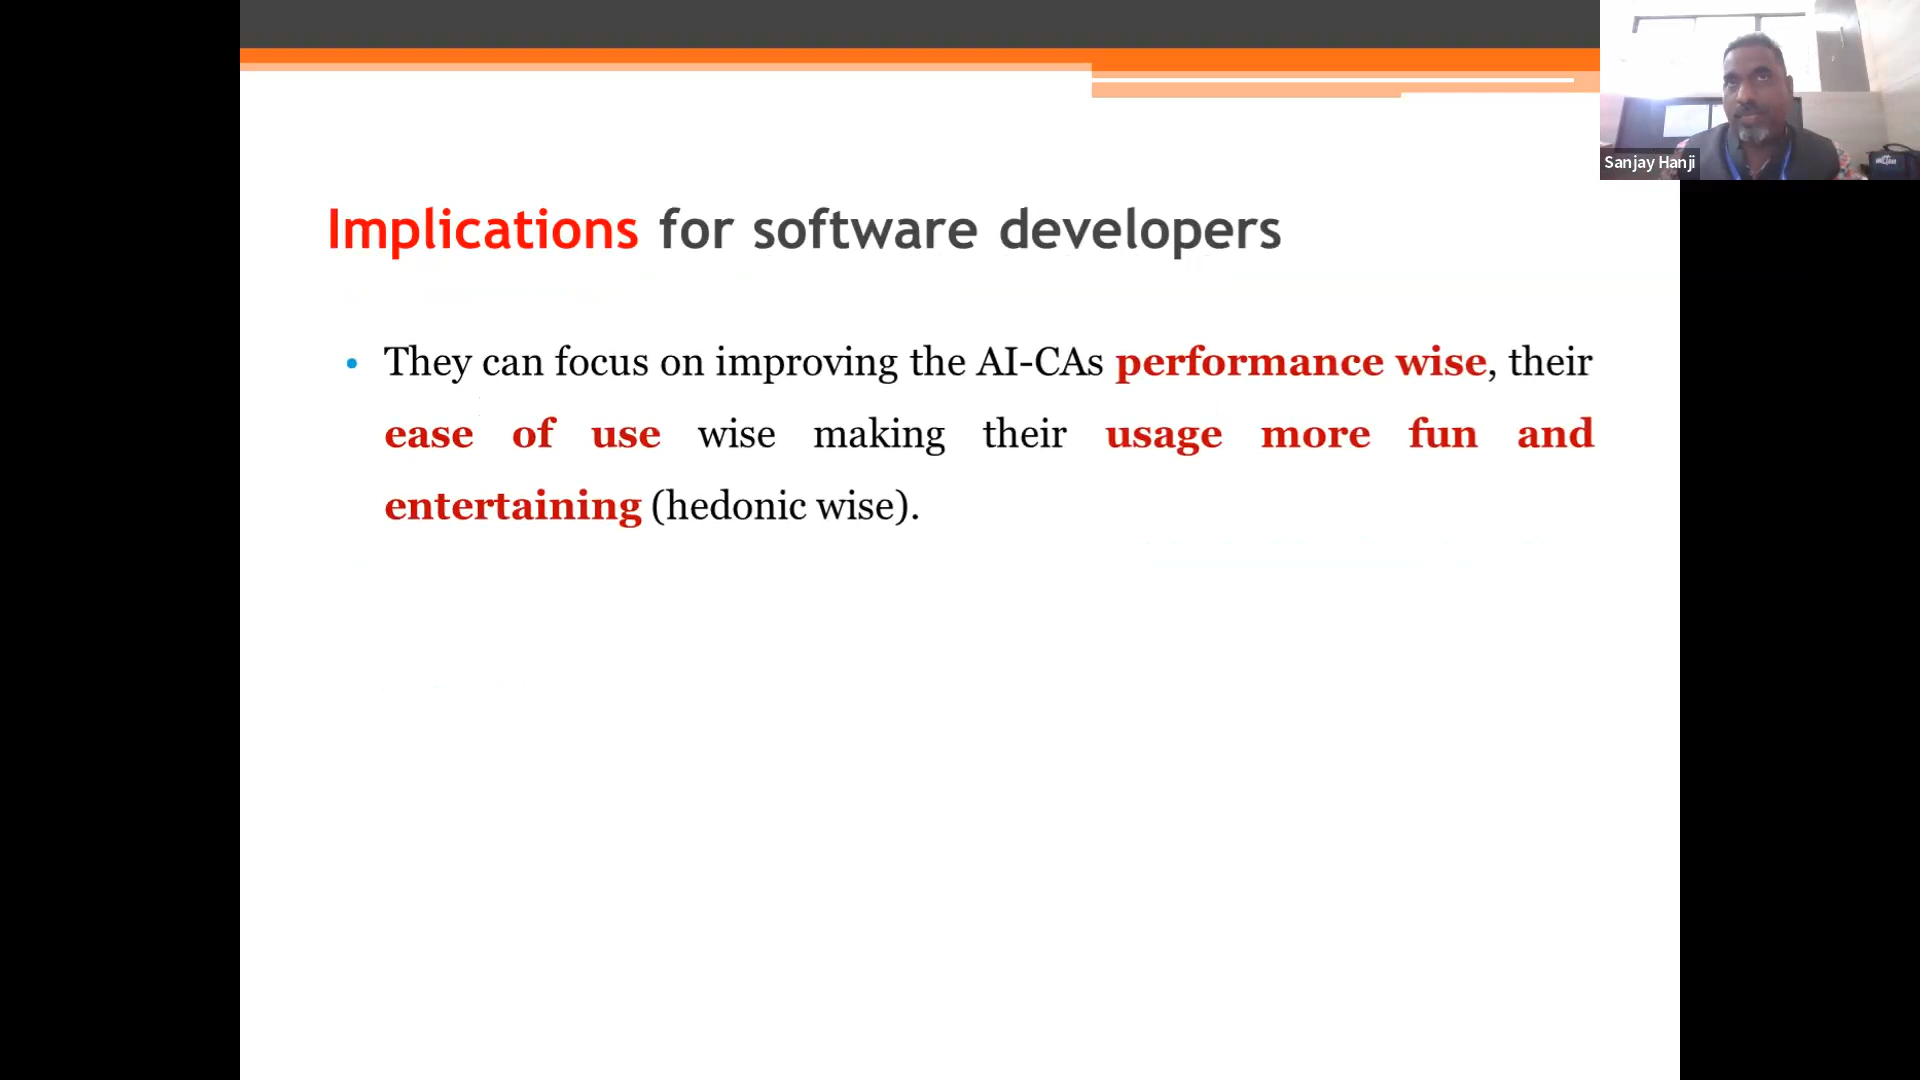 Sanjay Hanji
Implications for software developers
• They can focus on improving the AI-CAs performance wise, their
ease of use wise making their usage more fun and
entertaining (hedonic wise).